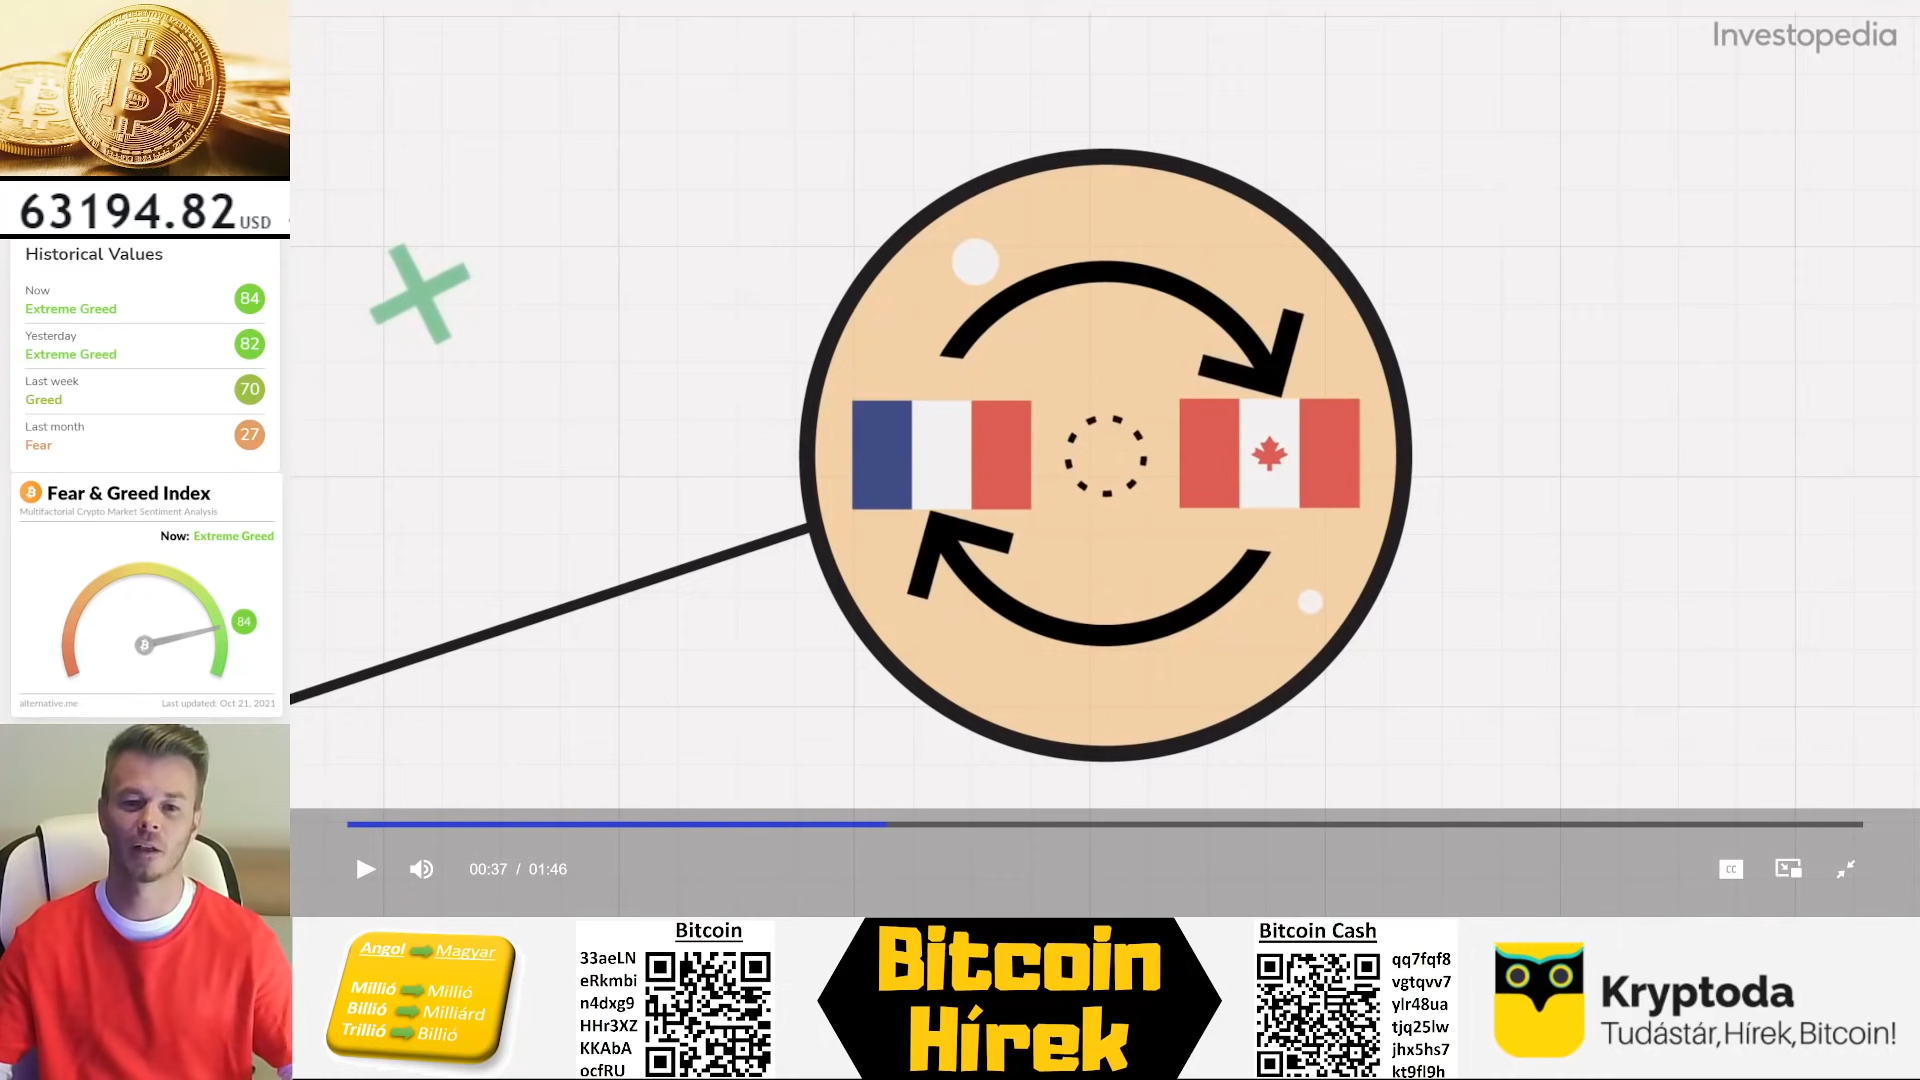 Investopedia
63194.82 USD
Historical Values
Now
Extreme Greed
84
Yesterday
Extreme Greed
82
Last week
Greed
70
Last month
Fear
27
Fear & Greed Index
Multifactorial Crypto Market Sentiment Analysis
Now: Extreme Greed
84
alternative.me
Last updated: Oct 21, 2021
00:37 / 01:46
CC
Angol Magyar
Millió Millió
Billió Milliárd
Trillió Billió
Bitcoin
33aeLN
eRkmbi
n4dxg9
HHr3XZ
KKAbA
ocfRU
Bitcoin
Hírek
Bitcoin Cash
qq7fqf8
vgtqvv7
ylr48ua
tjq25lw
jhx5hs7
kt9fl9h
Kryptoda
Tudástár,Hírek,Bitcoin!